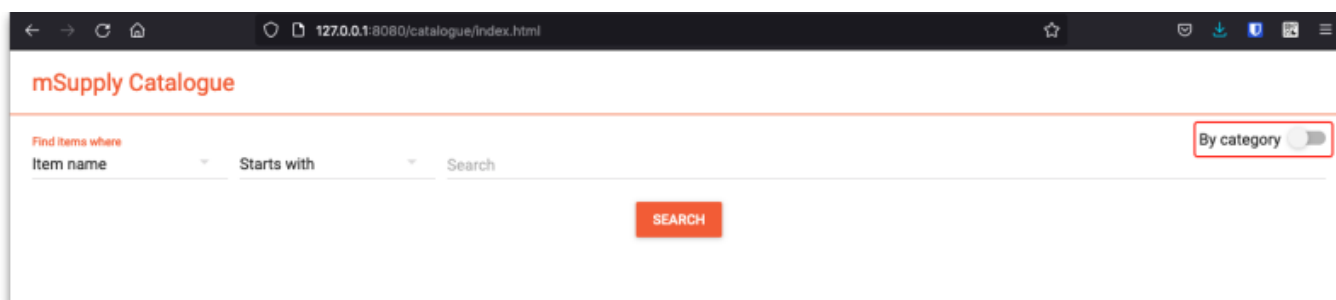 127.0.0.1:8080/catalogue/index.html
mSupply Catalogue
Find items where
By category
Item name
Starts with
Search
SEARCH